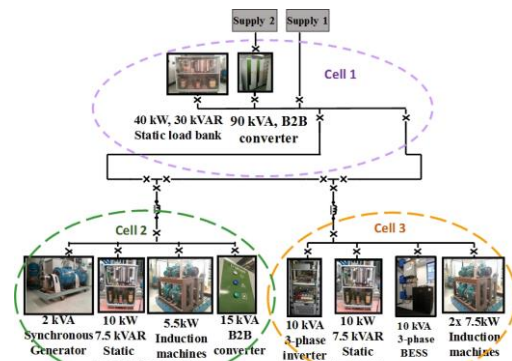 Supply 2
Supply 1
Cell 1
40 kW, 30 kVAR
Static load bank
90 kVA, B2B
converter
Cell 2
Cell 3
2 kVA
Synchronous
Generator
10 kW
7.5 kVAR
Static
5.5kW
Induction
machines
15 kVA
B2B
converter
10 kVA
3-phase
inverter
10 kW
7.5 kVAR
Static
10 kVA
3-phase
BESS
2x 7.5kW
Induction
machines